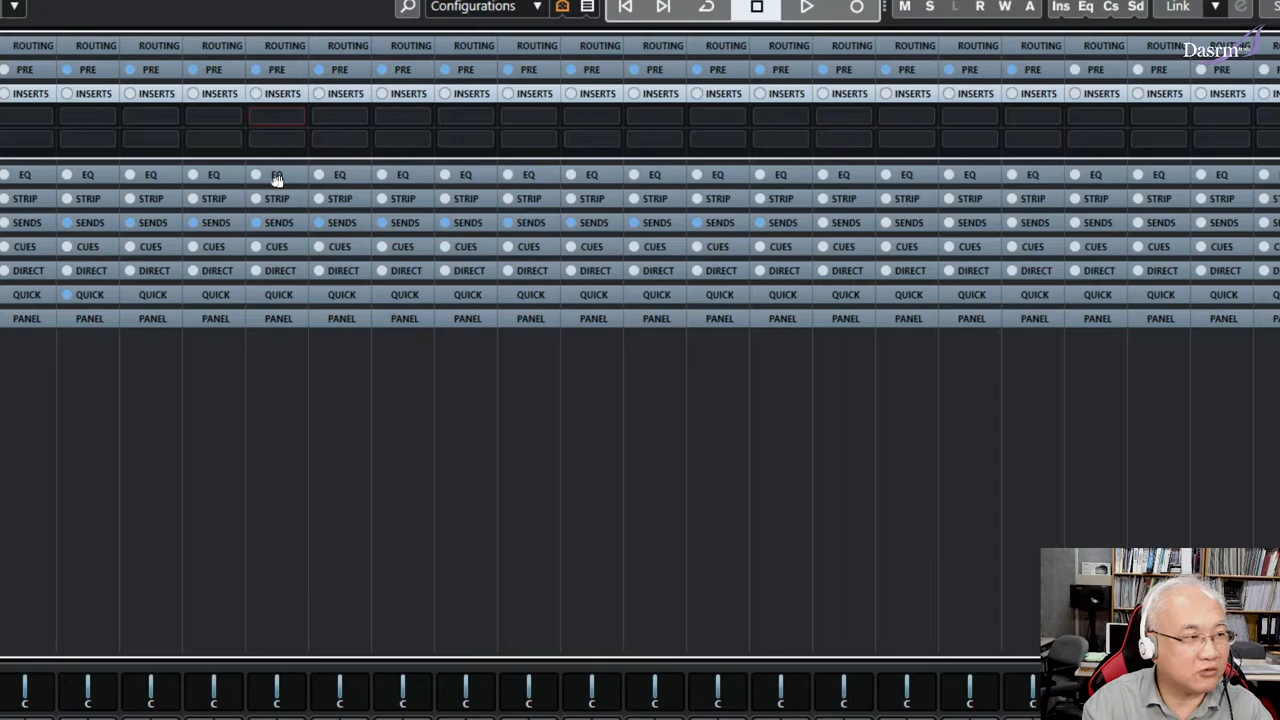 Configurations M S L R W A Ins Eq Cs Sd Link
ROUTING ROUTING ROUTING ROUTING ROUTING ROUTING ROUTING ROUTING ROUTING ROUTING ROUTING ROUTING ROUTING ROUTING ROUTING ROUTING ROUTING ROUTING ROUTING ROUTING
Dasrm
PRE PRE PRE PRE PRE PRE PRE PRE PRE PRE PRE PRE PRE PRE PRE PRE PRE PRE PRE PRE
INSERTS INSERTS INSERTS INSERTS INSERTS INSERTS INSERTS INSERTS INSERTS INSERTS INSERTS INSERTS INSERTS INSERTS INSERTS INSERTS INSERTS INSERTS INSERTS INSERTS
EQ EQ EQ EQ EQ EQ EQ EQ EQ EQ EQ EQ EQ EQ EQ EQ EQ EQ EQ EQ
STRIP STRIP STRIP STRIP STRIP STRIP STRIP STRIP STRIP STRIP STRIP STRIP STRIP STRIP STRIP STRIP STRIP STRIP STRIP STRIP
SENDS SENDS SENDS SENDS SENDS SENDS SENDS SENDS SENDS SENDS SENDS SENDS SENDS SENDS SENDS SENDS SENDS SENDS SENDS SENDS
CUES CUES CUES CUES CUES CUES CUES CUES CUES CUES CUES CUES CUES CUES CUES CUES CUES CUES CUES CUES
DIRECT DIRECT DIRECT DIRECT DIRECT DIRECT DIRECT DIRECT DIRECT DIRECT DIRECT DIRECT DIRECT DIRECT DIRECT DIRECT DIRECT DIRECT DIRECT DIRECT
QUICK QUICK QUICK QUICK QUICK QUICK QUICK QUICK QUICK QUICK QUICK QUICK QUICK QUICK QUICK QUICK QUICK QUICK QUICK QUICK
PANEL PANEL PANEL PANEL PANEL PANEL PANEL PANEL PANEL PANEL PANEL PANEL PANEL PANEL PANEL PANEL PANEL PANEL PANEL PANEL
C C C C C C C C C C C C C C C C C